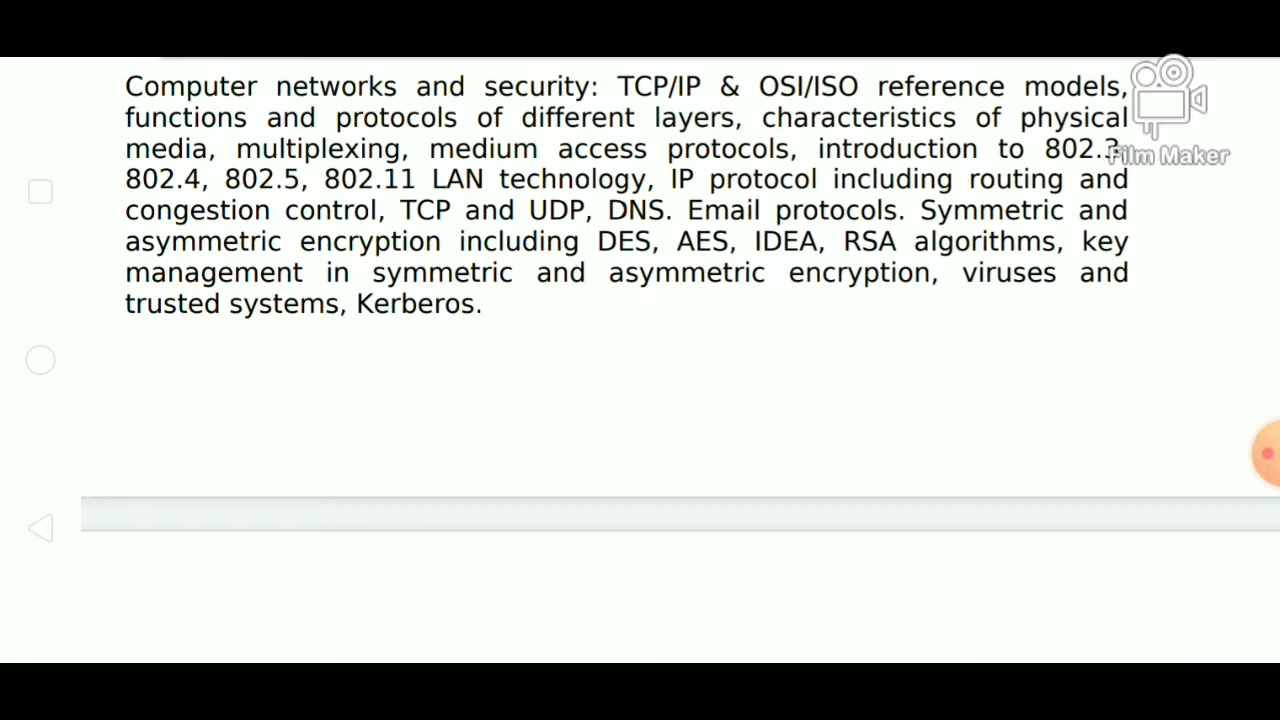 Computer networks and security: TCP/IP & OSI/ISO reference models,
functions and protocols of different layers, characteristics of physical
media, multiplexing, medium access protocols, introduction to 802.3,
802.4, 802.5, 802.11 LAN technology, IP protocol including routing and
congestion control, TCP and UDP, DNS. Email protocols. Symmetric and
asymmetric encryption including DES, AES, IDEA, RSA algorithms, key
management in symmetric and asymmetric encryption, viruses and
trusted systems, Kerberos.
Film Maker